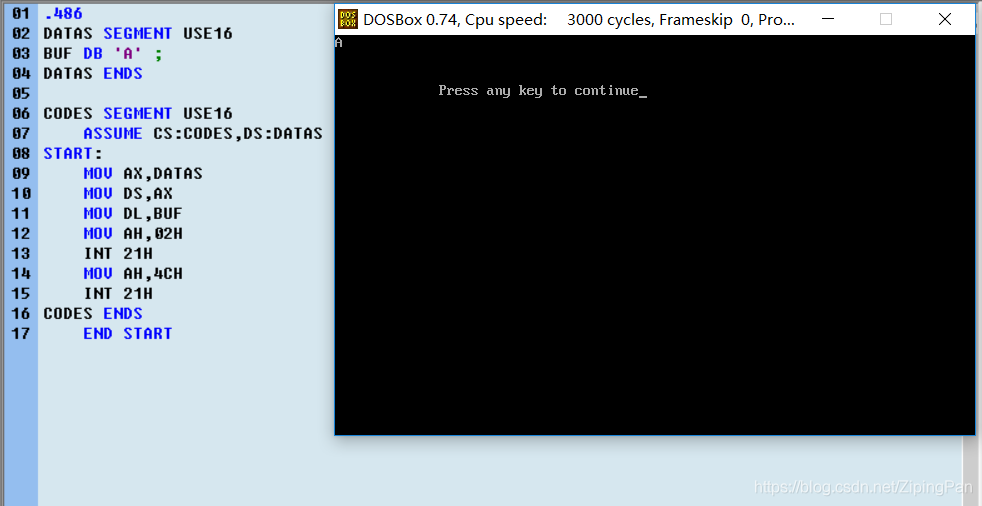 01 .486
02 DATAS SEGMENT USE16
03 BUF DB 'A' ;
04 DATAS ENDS
05
06 CODES SEGMENT USE16
07 ASSUME CS:CODES,DS:DATAS
08 START:
09 MOV AX,DATAS
10 MOV DS,AX
11 MOV DL,BUF
12 MOV AH,02H
13 INT 21H
14 MOV AH,4CH
15 INT 21H
16 CODES ENDS
17 END START
DOSBox 0.74, Cpu speed: 3000 cycles, Frameskip 0, Pro...
A
Press any key to continue_
https://blog.csdn.net/ZipingPan